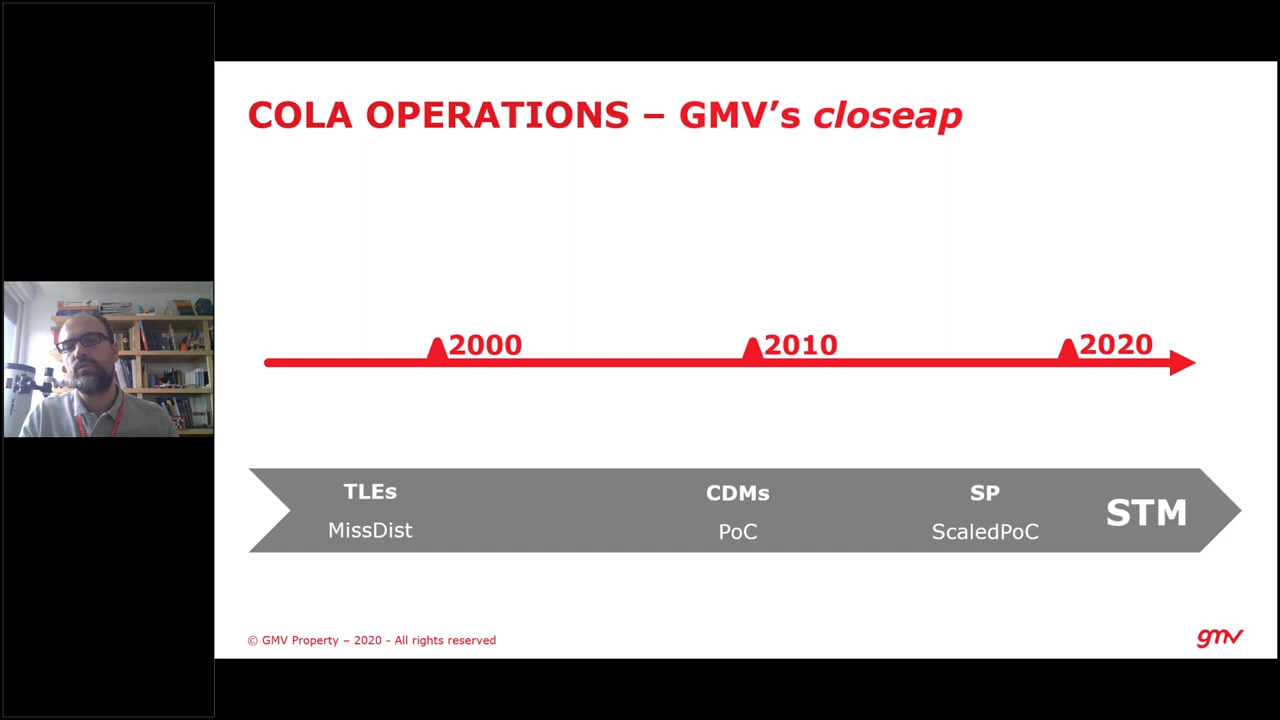 COLA OPERATIONS – GMV’s closeap
2000 2010 2020
TLEs CDMs SP
MissDist PoC ScaledPoC STM
© GMV Property – 2020 - All rights reserved
gmv